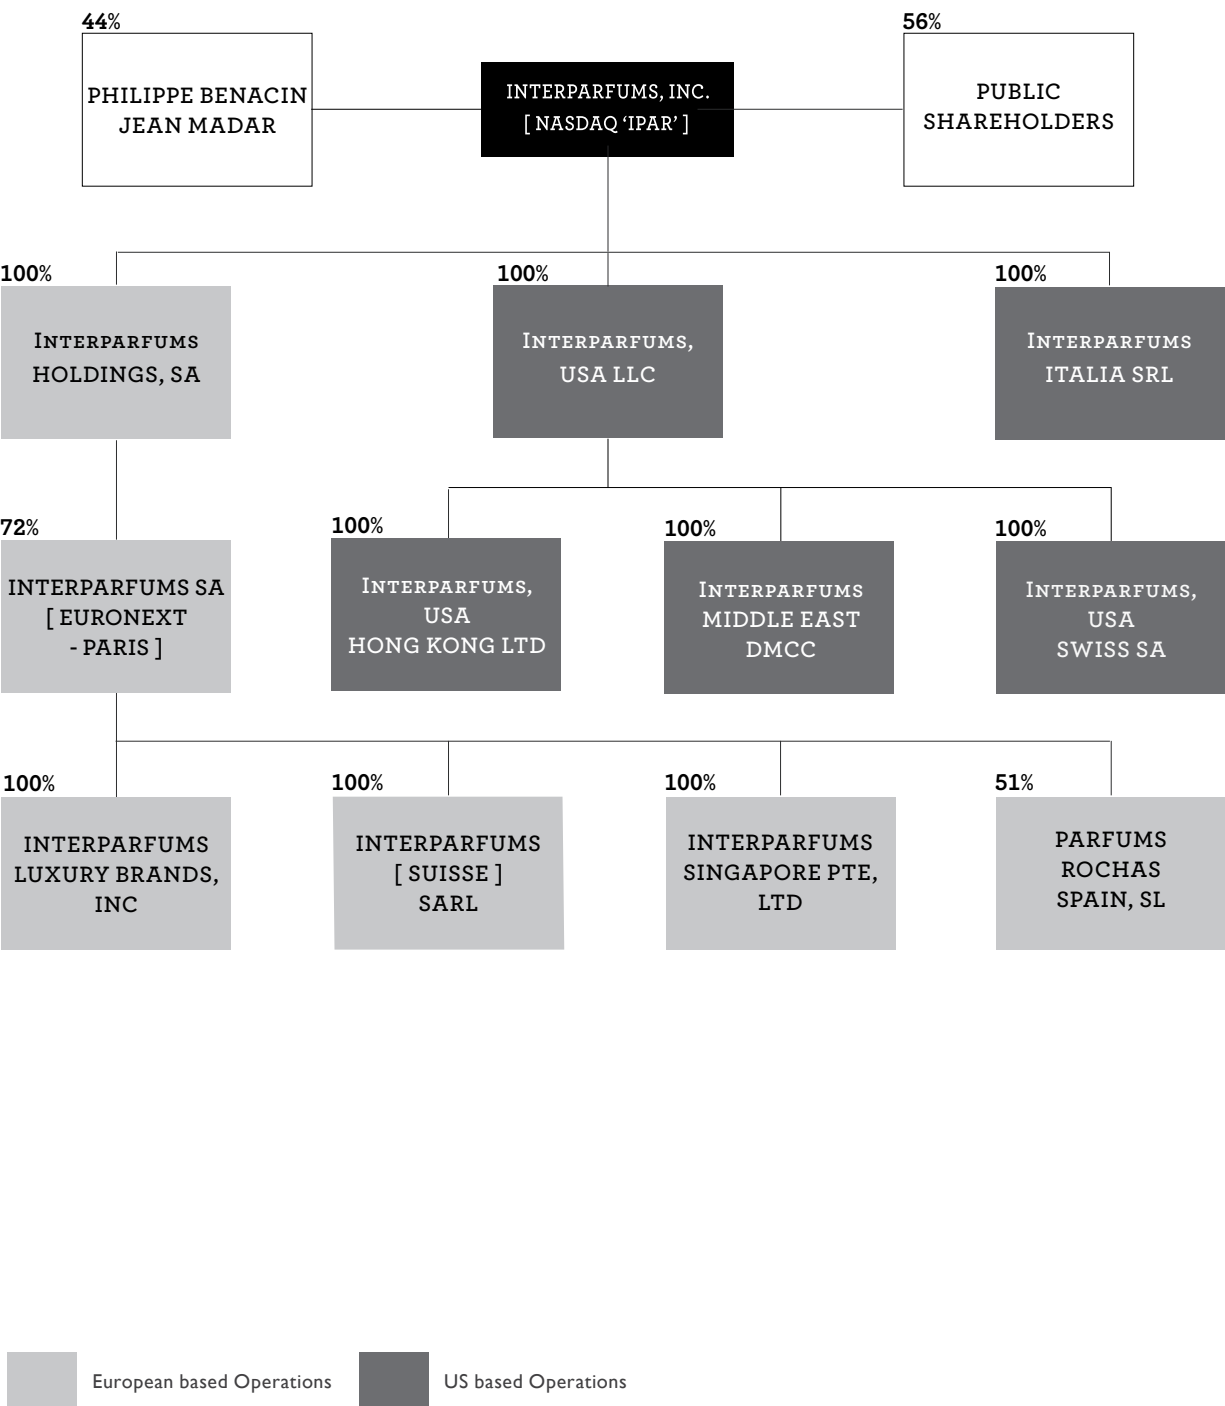 44%
PHILIPPE BENACIN
JEAN MADAR
INTERPARFUMS, INC.
[ NASDAQ ‘IPAR’ ]
56%
PUBLIC
SHAREHOLDERS
100%
INTERPARFUMS
HOLDINGS, SA
100%
INTERPARFUMS,
USA LLC
100%
INTERPARFUMS
ITALIA SRL
72%
INTERPARFUMS SA
[ EURONEXT
- PARIS ]
100%
INTERPARFUMS,
USA
HONG KONG LTD
100%
INTERPARFUMS
MIDDLE EAST
DMCC
100%
INTERPARFUMS,
USA
SWISS SA
100%
INTERPARFUMS
LUXURY BRANDS,
INC
100%
INTERPARFUMS
[ SUISSE ]
SARL
100%
INTERPARFUMS
SINGAPORE PTE,
LTD
51%
PARFUMS
ROCHAS
SPAIN, SL
European based Operations
US based Operations